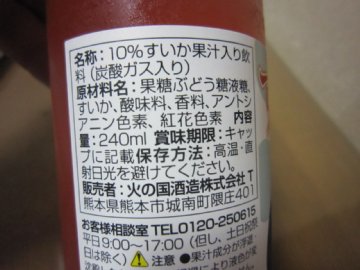 名称：10%すいか果汁入り飲
料（炭酸ガス入り）
原材料名：果糖ぶどう糖液糖、
すいか、酸味料、香料、アントシ
アニン色素、紅花色素 内容
量：240ml 賞味期限：キャッ
プに記載 保存方法：高温・直
射日光を避けてください。
販売者：火の国酒造株式会社 T
熊本県熊本市城南町隈庄401
お客様相談室 TEL0120-250615
平日9:00～17:00（但し、土日祝祭
日は除く） ●果汁成分が浮遊・